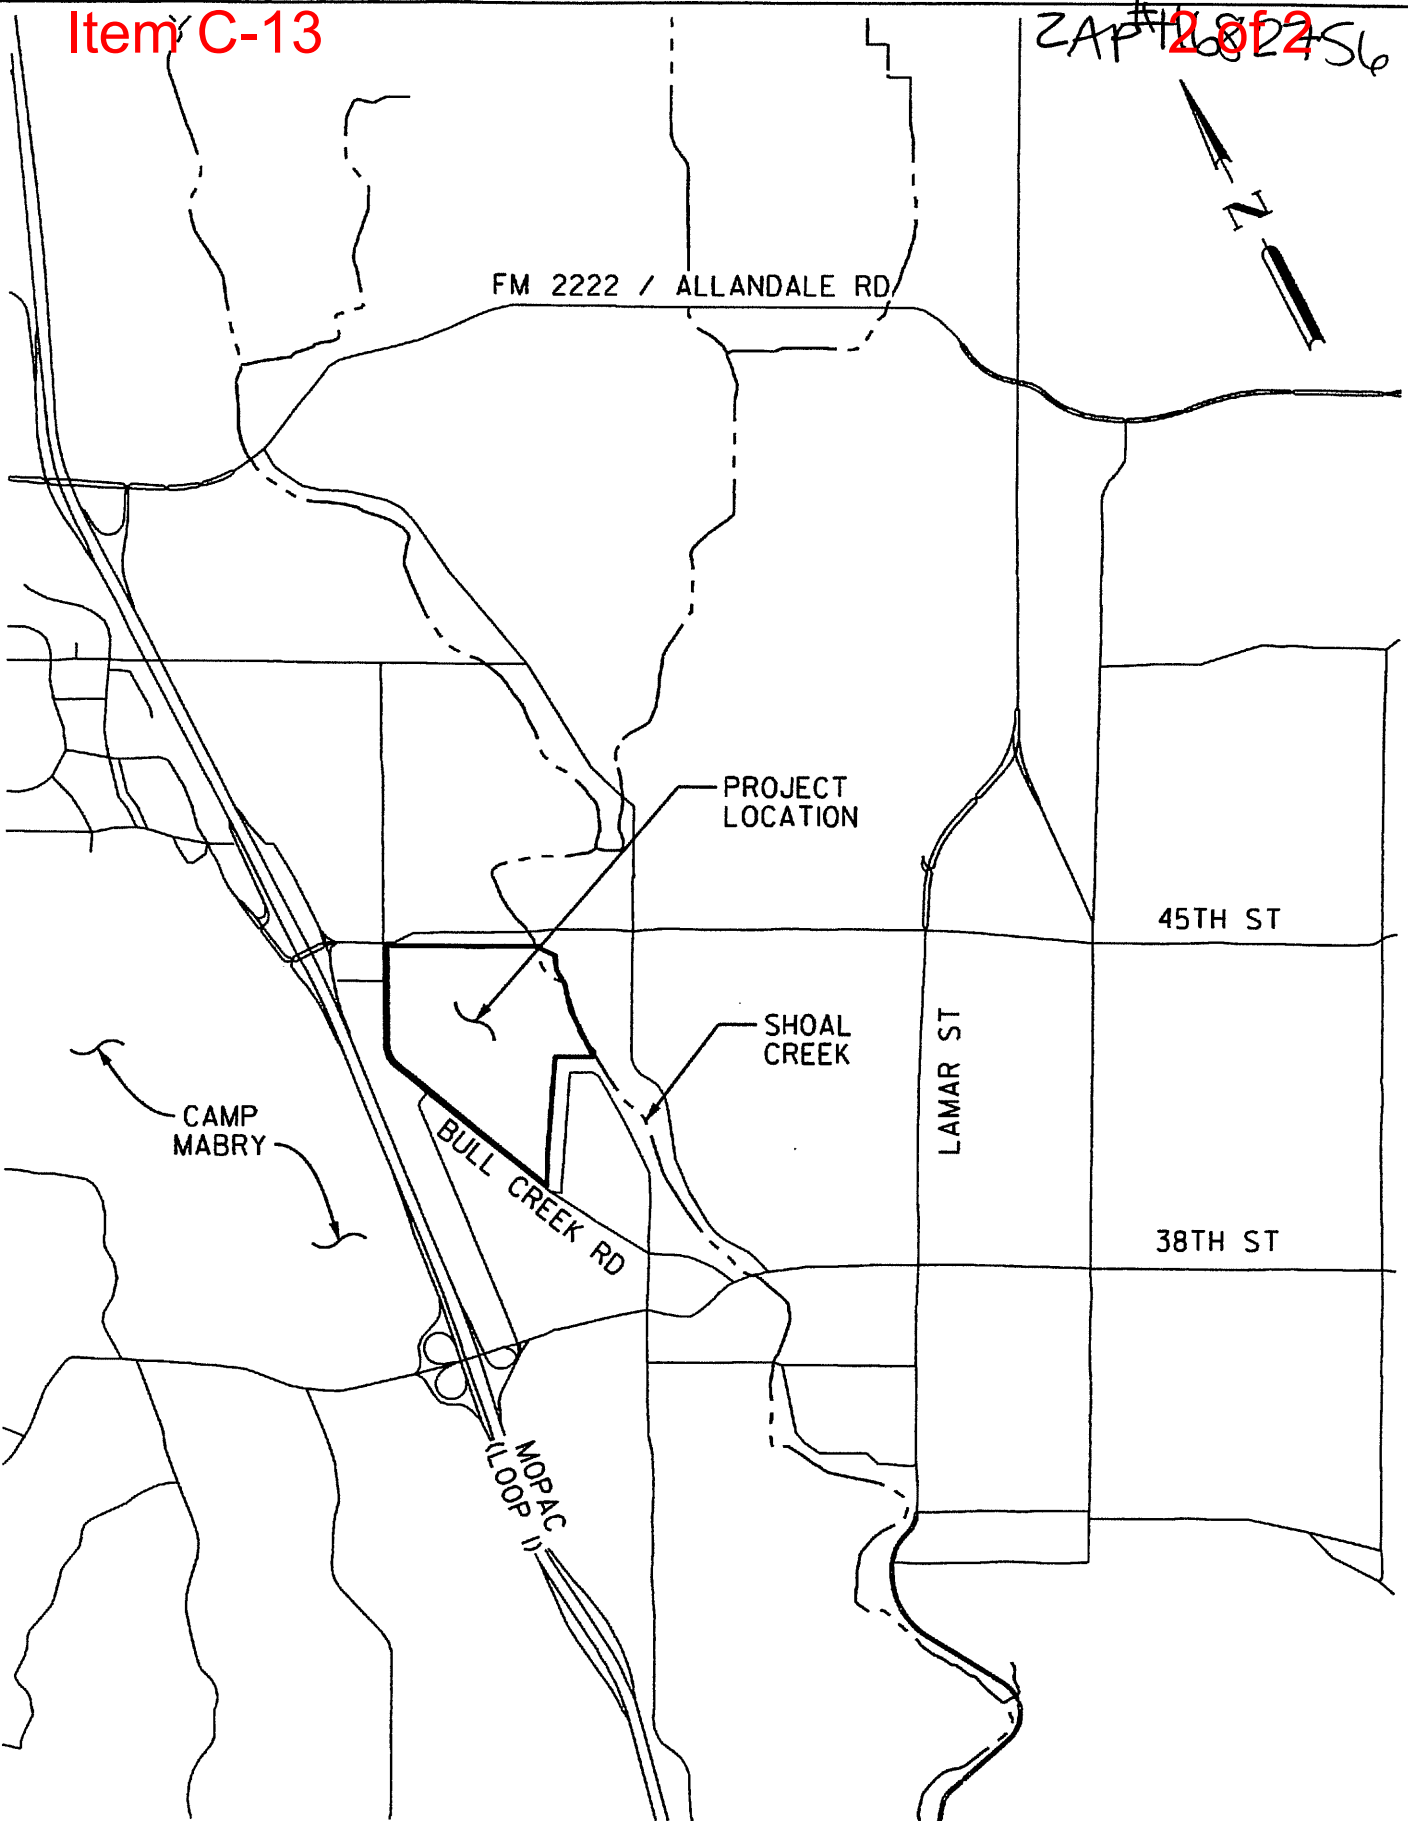 Item C-13
2 of 2
N
FM 2222 / ALLANDALE RD
PROJECT
LOCATION
45TH ST
SHOAL
CREEK
LAMAR ST
CAMP
MABRY
BULL CREEK RD
38TH ST
MOPAC
(LOOP 1)